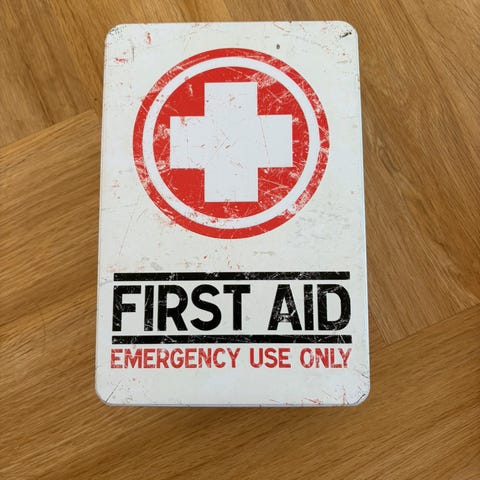 FIRST AID
EMERGENCY USE ONLY